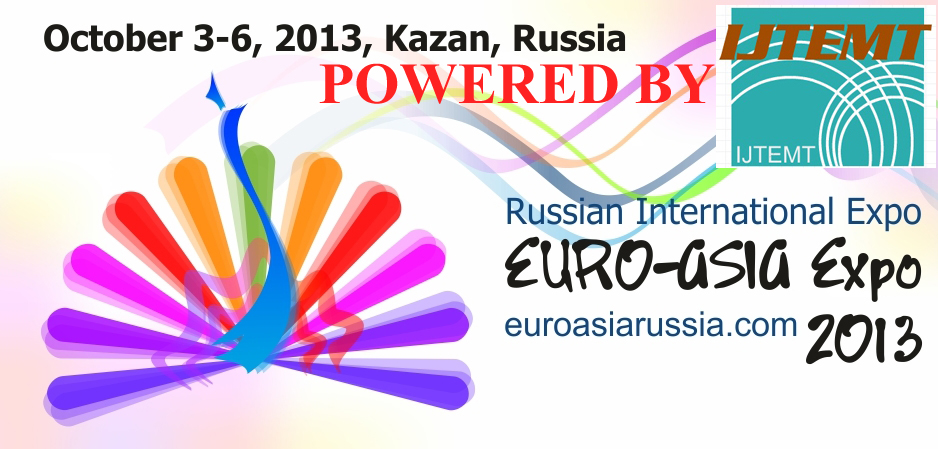 October 3-6, 2013, Kazan, Russia
POWERED BY
IJTEMT
IJTEMT
Russian International Expo
EURO-ASIA Expo
euroasiarussia.com
2013